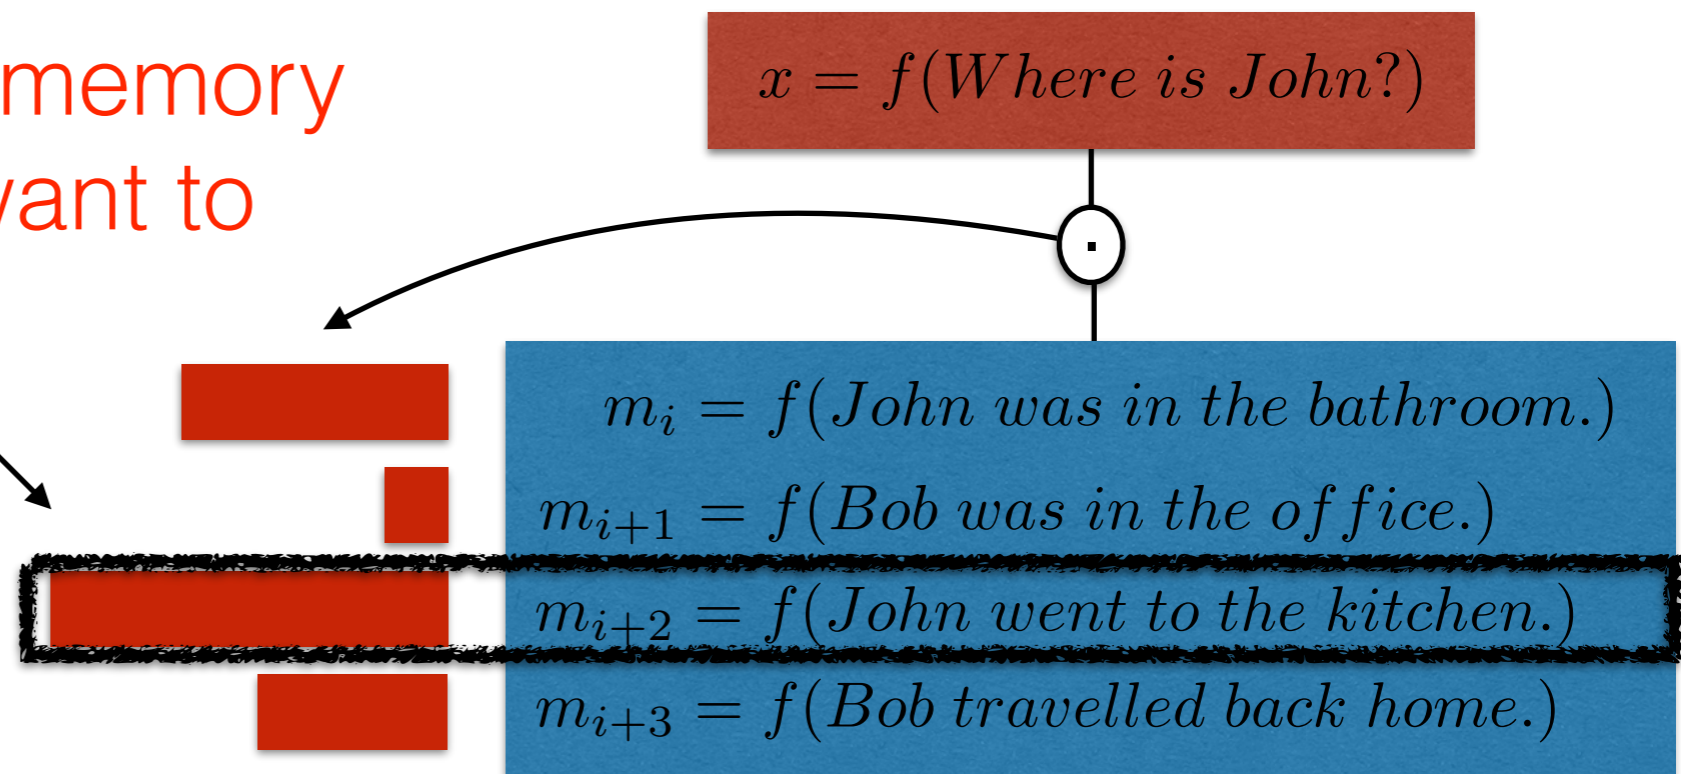 memory
want to
x = f(Where is John?)
.
m_i = f(John was in the bathroom.)
m_{i+1} = f(Bob was in the office.)
m_{i+2} = f(John went to the kitchen.)
m_{i+3} = f(Bob travelled back home.)